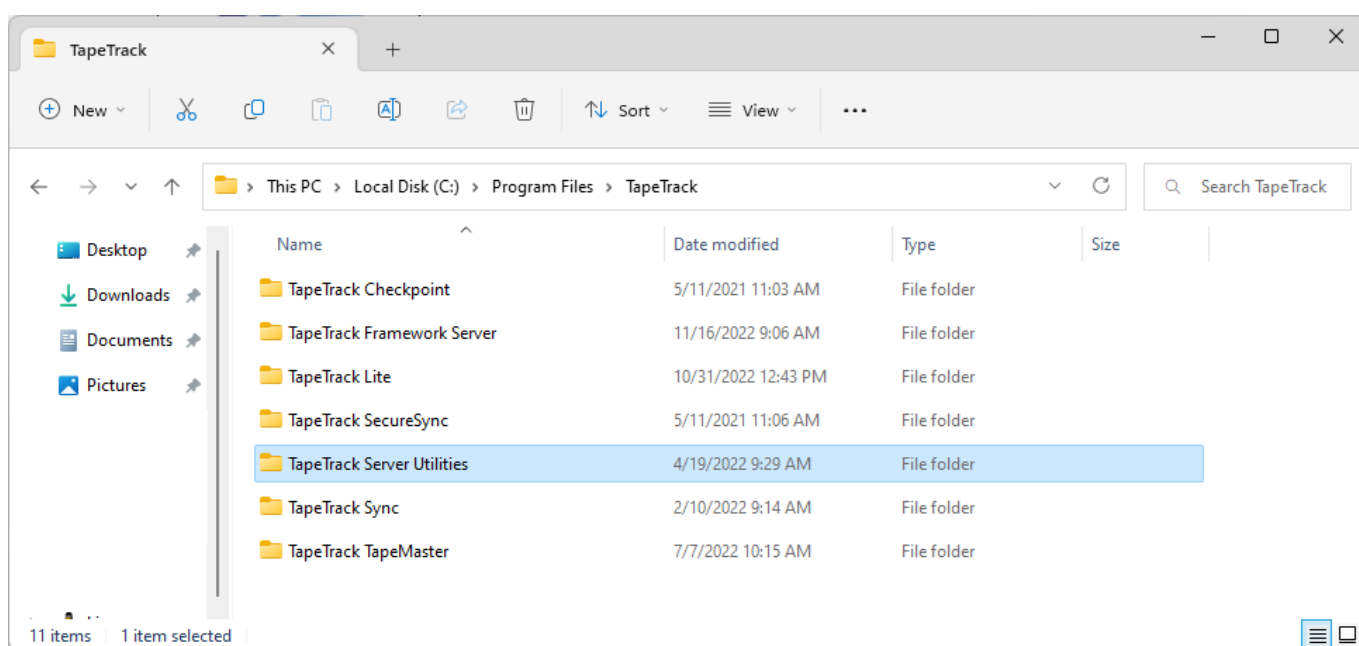 TapeTrack
New
Sort
View
This PC > Local Disk (C:) > Program Files > TapeTrack
Search TapeTrack
Desktop
Downloads
Documents
Pictures
Name Date modified Type Size
TapeTrack Checkpoint 5/11/2021 11:03 AM File folder
TapeTrack Framework Server 11/16/2022 9:06 AM File folder
TapeTrack Lite 10/31/2022 12:43 PM File folder
TapeTrack SecureSync 5/11/2021 11:06 AM File folder
TapeTrack Server Utilities 4/19/2022 9:29 AM File folder
TapeTrack Sync 2/10/2022 9:14 AM File folder
TapeTrack TapeMaster 7/7/2022 10:15 AM File folder
11 items 1 item selected